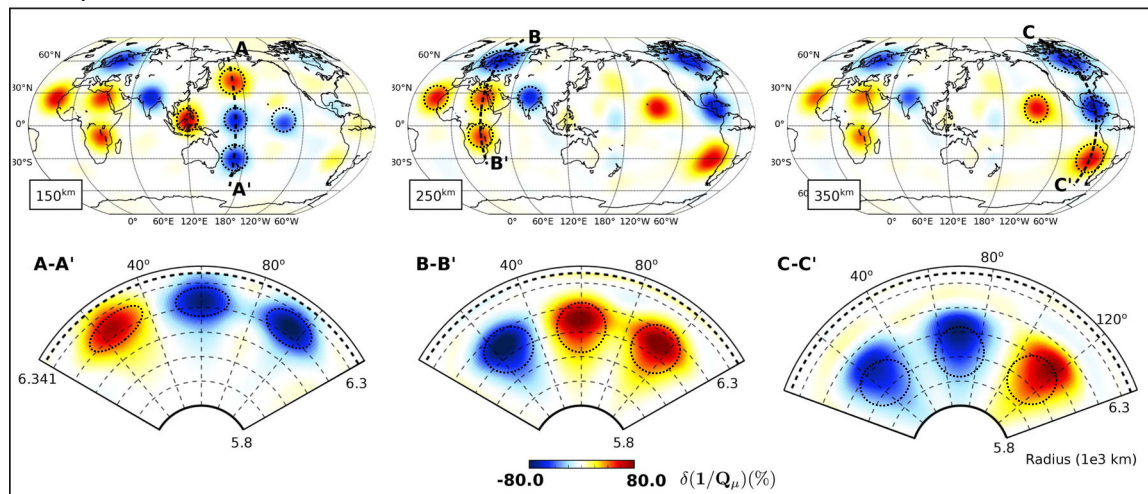 A
A'
60°N
30°N
0°
30°S
150km
0° 60°E 120°E 180° 120°W 60°W
B
B'
60°N
30°N
0°
30°S
250km
0° 60°E 120°E 180° 120°W 60°W
C
C'
60°N
30°N
0°
30°S
350km
0° 60°E 120°E 180° 120°W 60°W
A-A'
40° 80°
6.341
6.3
5.8
B-B'
40° 80°
6.3
5.8
C-C'
40° 80° 120°
6.3
5.8
Radius (1e3 km)
-80.0 80.0 δ(1/Qμ)(%)